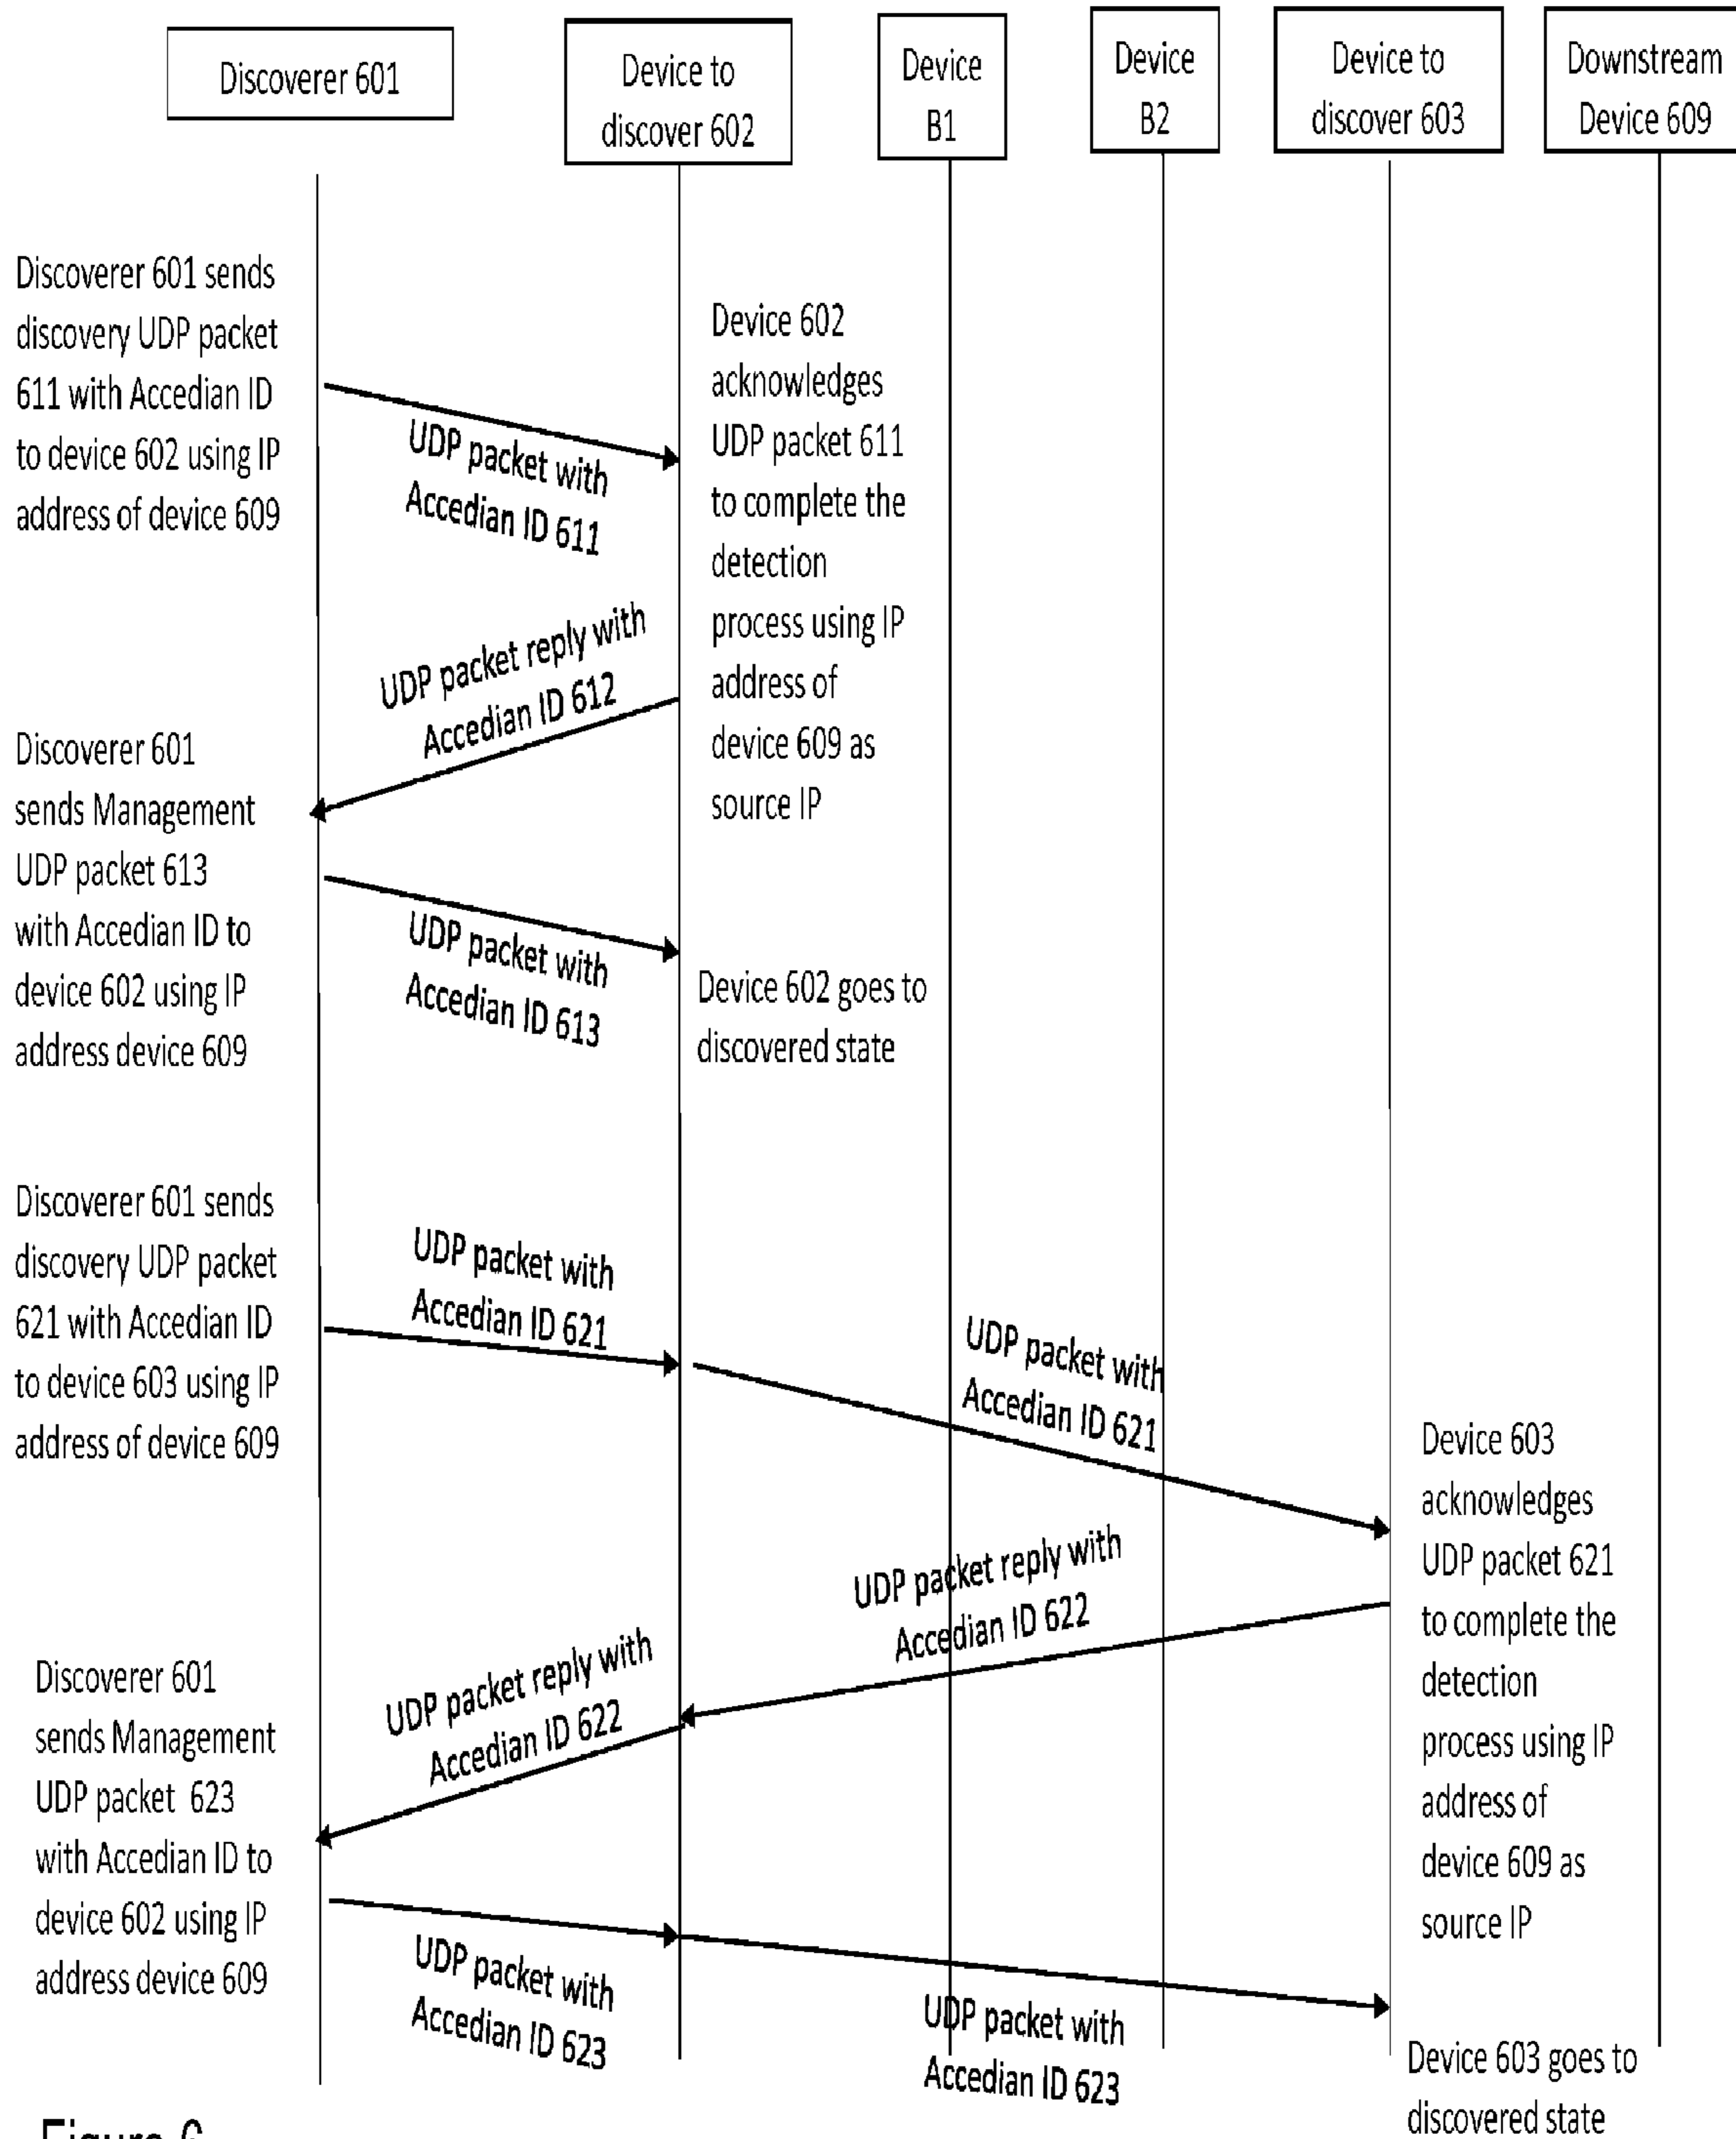 Discoverer 601
Device to
discover 602
Device
B1
Device
B2
Device to
discover 603
Downstream
Device 609
Discoverer 601 sends
discovery UDP packet
611 with Accedian ID
to device 602 using IP
address of device 609
UDP packet with
Accedian ID 611
Device 602
acknowledges
UDP packet 611
to complete the
detection
process using IP
address of
device 609 as
source IP
UDP packet reply with
Accedian ID 612
Discoverer 601
sends Management
UDP packet 613
with Accedian ID to
device 602 using IP
address device 609
UDP packet with
Accedian ID 613
Device 602 goes to
discovered state
Discoverer 601 sends
discovery UDP packet
621 with Accedian ID
to device 603 using IP
address of device 609
UDP packet with
Accedian ID 621
UDP packet with
Accedian ID 621
Device 603
acknowledges
UDP packet 621
to complete the
detection
process using IP
address of
device 609 as
source IP
UDP packet reply with
Accedian ID 622
UDP packet reply with
Accedian ID 622
Discoverer 601
sends Management
UDP packet 623
with Accedian ID to
device 602 using IP
address device 609
UDP packet with
Accedian ID 623
UDP packet with
Accedian ID 623
Device 603 goes to
discovered state
Figure 6